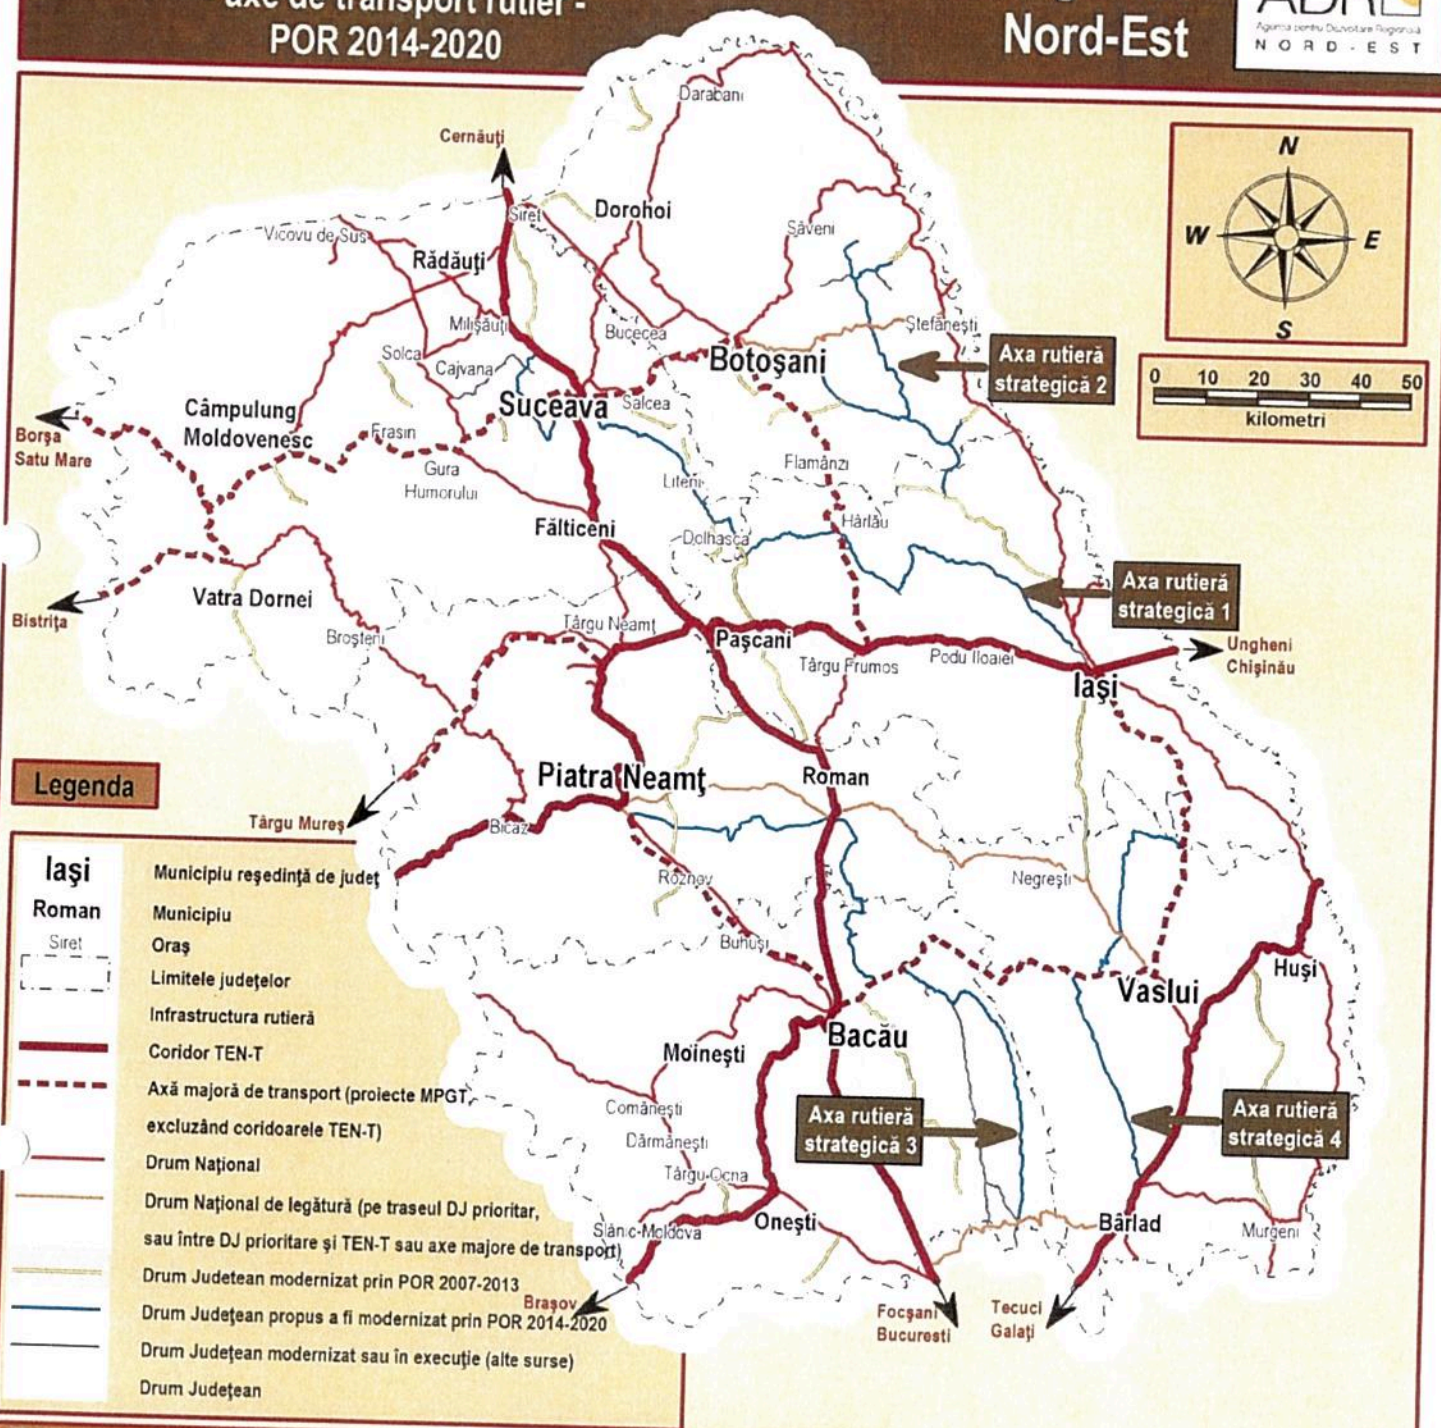 axe de transport rutier -
POR 2014-2020
Nord-Est
ADR
Agenția pentru Dezvoltare Regională
NORD-EST
Darabani
Cernăuți
N
W
E
S
Siret
Dorohoi
Săveni
Vicovu de Sus
Rădăuți
Milișăuți
Bucecea
Ștefănești
Solca
Cajvana
Botoșani
Axa rutieră
strategică 2
0 10 20 30 40 50
kilometri
Câmpulung
Moldovenesc
Suceava
Salcea
Borșa
Satu Mare
Frasin
Gura
Humorului
Liteni
Flamânzi
Hârlău
Fălticeni
Dolhasca
Bistrița
Vatra Dornei
Broșteni
Axa rutieră
strategică 1
Târgu Neamț
Pașcani
Târgu Frumos
Podu Iloaiei
Iași
Ungheni
Chișinău
Legenda
Piatra Neamț
Roman
Târgu Mureș
Bicaz
Roznov
Negrești
Buhuși
Huși
Vaslui
Bacău
Moinești
Comănești
Dărmănești
Târgu-Ocna
Axa rutieră
strategică 3
Axa rutieră
strategică 4
Slănic-Moldova
Onești
Bârlad
Murgeni
Brașov
Focșani
Bucuresti
Tecuci
Galați
Iași Municipiu reședință de județ
Roman Municipiu
Siret Oraș
Limitele județelor
Infrastructura rutieră
Coridor TEN-T
Axă majoră de transport (proiecte MPGT,
excluzând coridoarele TEN-T)
Drum Național
Drum Național de legătură (pe traseul DJ prioritar,
sau între DJ prioritare și TEN-T sau axe majore de transport)
Drum Judetean modernizat prin POR 2007-2013
Drum Județean propus a fi modernizat prin POR 2014-2020
Drum Județean modernizat sau în execuție (alte surse)
Drum Județean